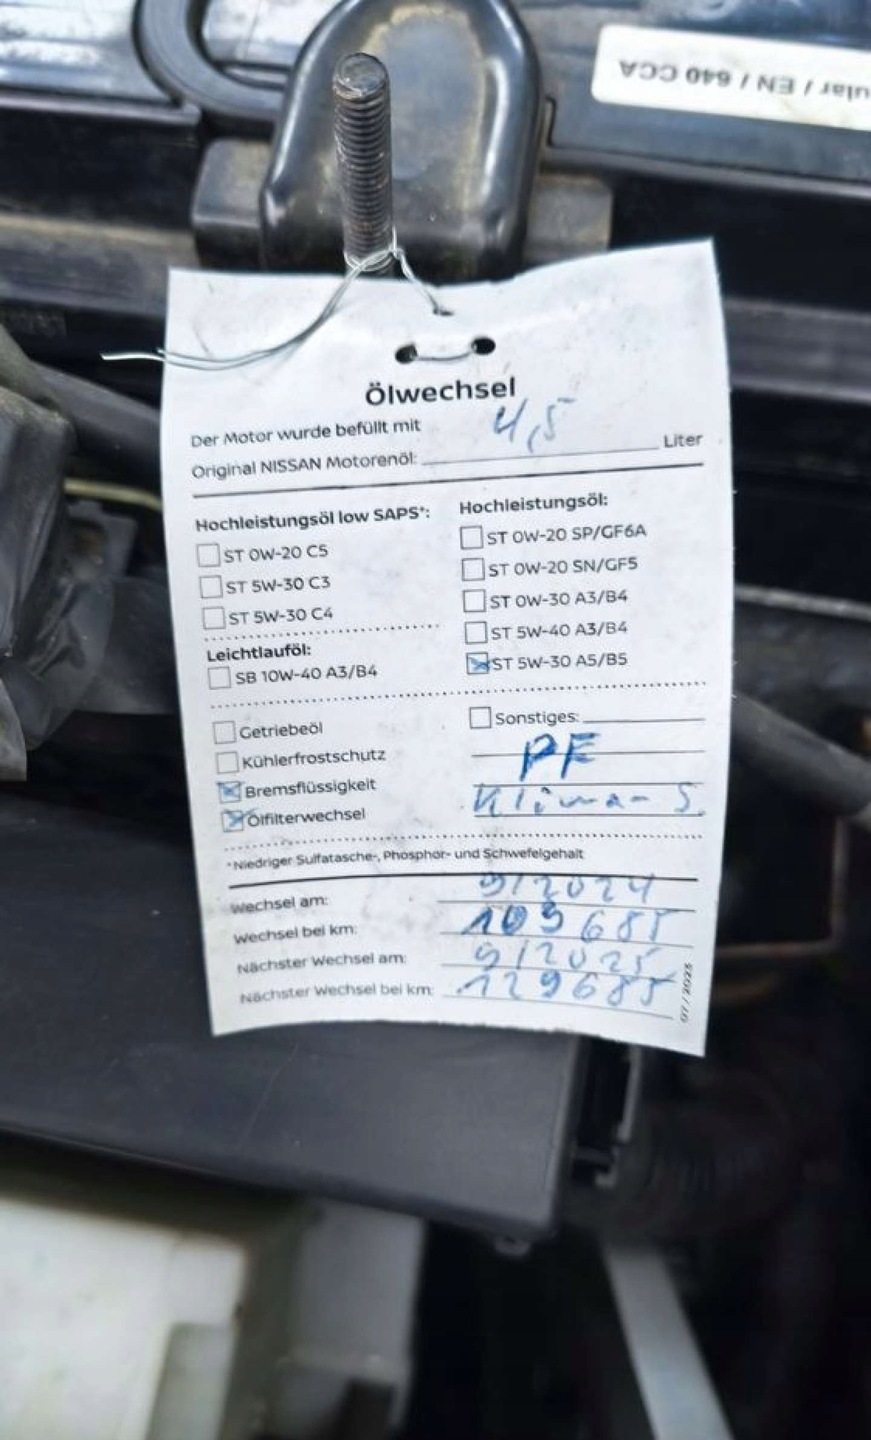 ular / EN / 640 CCA
Ölwechsel
Der Motor wurde befüllt mit
Original NISSAN Motorenöl: 4,5 Liter
Hochleistungsöl low SAPS*:
ST 0W-20 C5
ST 5W-30 C3
ST 5W-30 C4
Leichtlauföl:
SB 10W-40 A3/B4
Hochleistungsöl:
ST 0W-20 SP/GF6A
ST 0W-20 SN/GF5
ST 0W-30 A3/B4
ST 5W-40 A3/B4
ST 5W-30 A5/B5
Getriebeöl
Kühlerfrostschutz
Bremsflüssigkeit
Ölfilterwechsel
Sonstiges:
PF
Klima- S.
*Niedriger Sulfatasche-, Phosphor- und Schwefelgehalt
Wechsel am: 9/2024
Wechsel bei km: 109685
Nächster Wechsel am: 9/2025
Nächster Wechsel bei km: 129685
07/2023